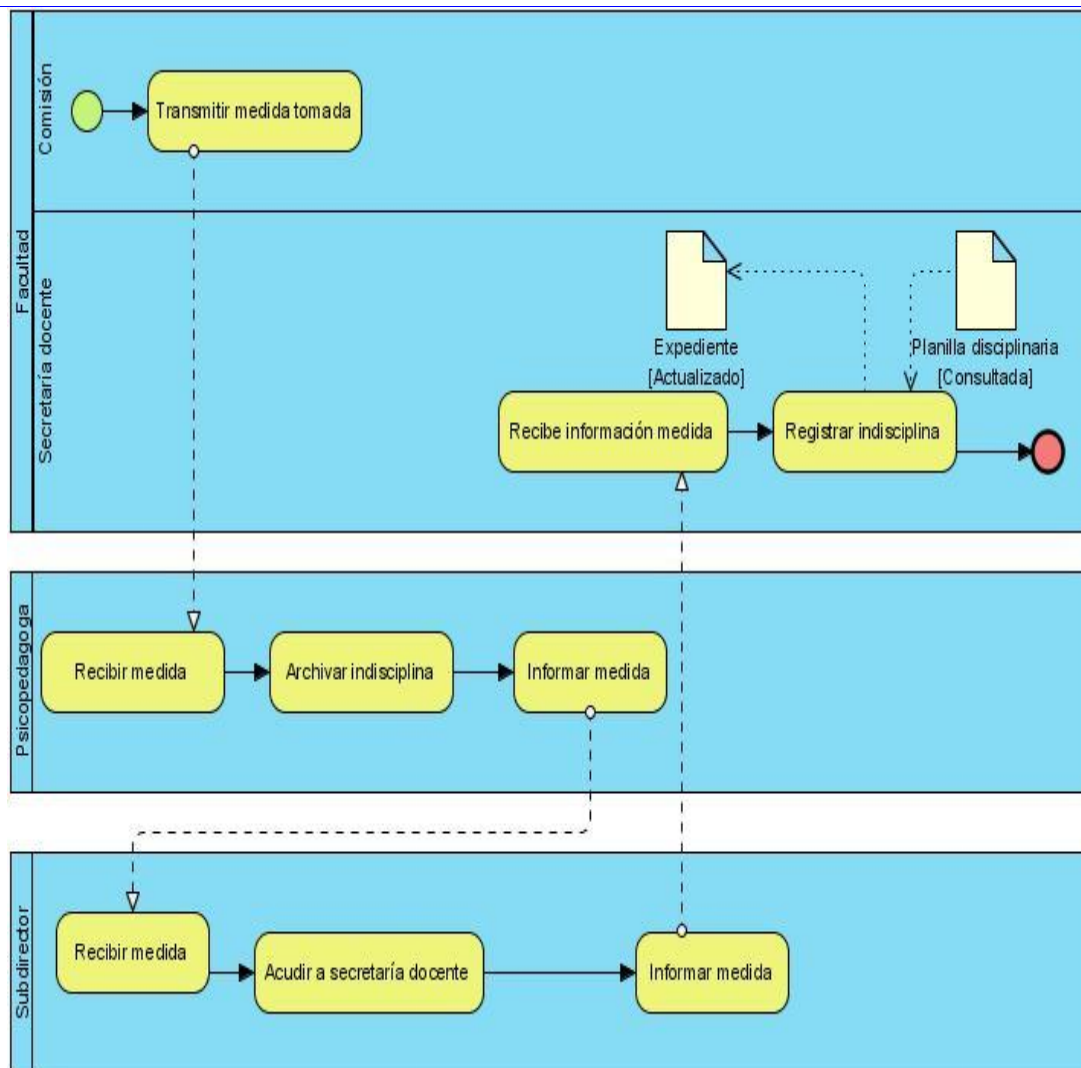 Facultad
Comisión
Transmitir medida tomada
Secretaría docente
Expediente
[Actualizado]
Planilla disciplinaria
[Consultada]
Recibe información medida
Registrar indisciplina
Psicopedagoga
Recibir medida
Archivar indisciplina
Informar medida
Subdirector
Recibir medida
Acudir a secretaría docente
Informar medida